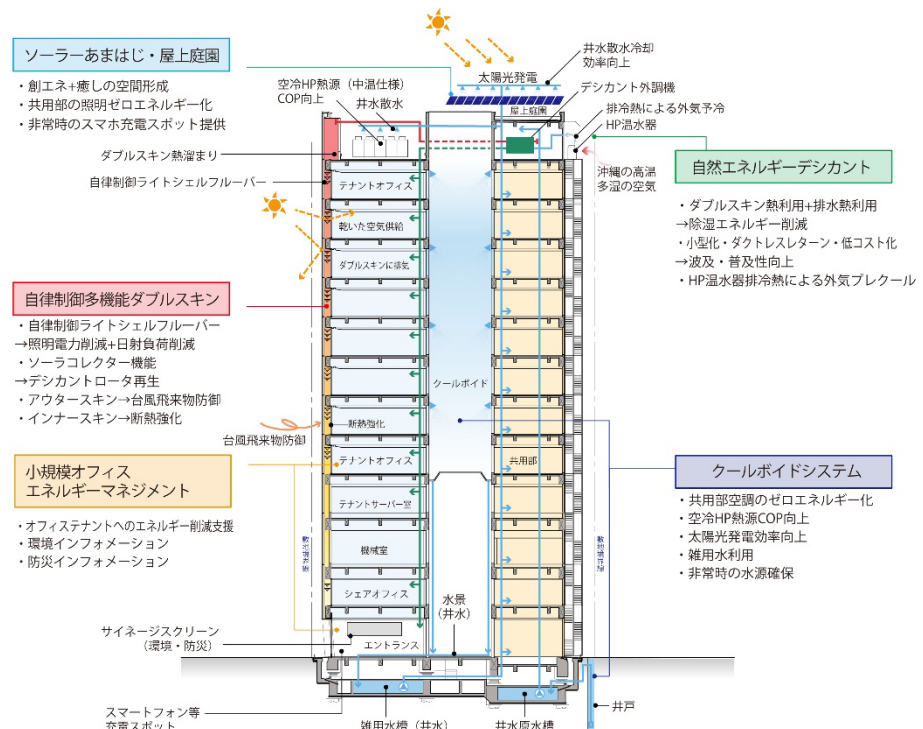 ソーラーあまはじ・屋上庭園
・創エネ+癒しの空間形成
・共用部の照明ゼロエネルギー化
・非常時のスマホ充電スポット提供
空冷HP熱源（中温仕様）
COP向上
井水散水
太陽光発電
井水散水冷却
効率向上
デシカント外調機
屋上庭園
排冷熱による外気予冷
HP温水器
沖縄の高温
多湿の空気
ダブルスキン熱溜まり
自律制御ライトシェルフルーバー
自然エネルギーデシカント
・ダブルスキン熱利用+排水熱利用
→除湿エネルギー削減
・小型化・ダクトレスレターン・低コスト化
→波及・普及性向上
・HP温水器排冷熱による外気プレクール
テナントオフィス
乾いた空気供給
ダブルスキンに排気
自律制御多機能ダブルスキン
・自律制御ライトシェルフルーバー
→照明電力削減+日射負荷削減
・ソーラコレクター機能
→デシカントロータ再生
・アウタースキン→台風飛来物防御
・インナースキン→断熱強化
クールボイド
断熱強化
台風飛来物防御
テナントオフィス
共用部
小規模オフィス
エネルギーマネジメント
・オフィステナントへのエネルギー削減支援
・環境インフォメーション
・防災インフォメーション
クールボイドシステム
・共用部空調のゼロエネルギー化
・空冷HP熱源COP向上
・太陽光発電効率向上
・雑用水利用
・非常時の水源確保
テナントサーバー室
機械室
シェアオフィス
水景
（井水）
サイネージスクリーン
（環境・防災）
エントランス
スマートフォン等
充電スポット
雑用水槽（井水）
井水原水槽
井戸